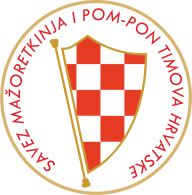 SAVEZ MAŽORETKINJA I POM-PON TIMOVA HRVATSKE